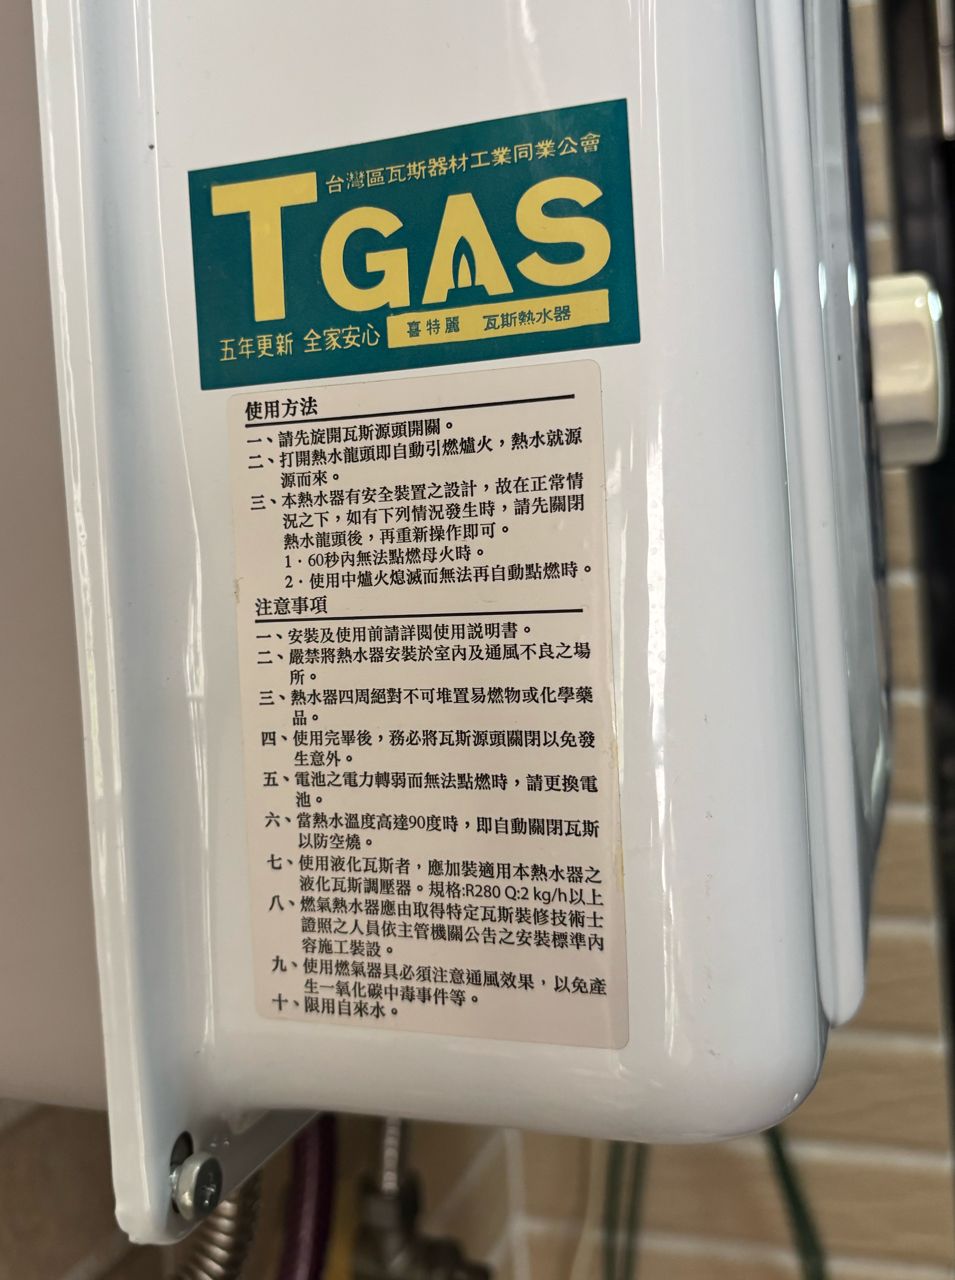 台灣區瓦斯器材工業同業公會
TGAS
五年更新 全家安心
喜特麗 瓦斯熱水器
使用方法
一、請先旋開瓦斯源頭開關。
二、打開熱水龍頭即自動引燃爐火，熱水就源
源而來。
三、本熱水器有安全裝置之設計，故在正常情
況之下，如有下列情況發生時，請先關閉
熱水龍頭後，再重新操作即可。
1．60秒內無法點燃母火時。
2．使用中爐火熄滅而無法再自動點燃時。
注意事項
一、安裝及使用前請詳閱使用說明書。
二、嚴禁將熱水器安裝於室內及通風不良之場
所。
三、熱水器四周絕對不可堆置易燃物或化學藥
品。
四、使用完畢後，務必將瓦斯源頭關閉以免發
生意外。
五、電池之電力轉弱而無法點燃時，請更換電
池。
六、當熱水溫度高達90度時，即自動關閉瓦斯
以防空燒。
七、使用液化瓦斯者，應加裝適用本熱水器之
液化瓦斯調壓器。規格:R280 Q:2 kg/h以上
八、燃氣熱水器應由取得特定瓦斯裝修技術士
證照之人員依主管機關公告之安裝標準內
容施工裝設。
九、使用燃氣器具必須注意通風效果，以免產
生一氧化碳中毒事件等。
十、限用自來水。